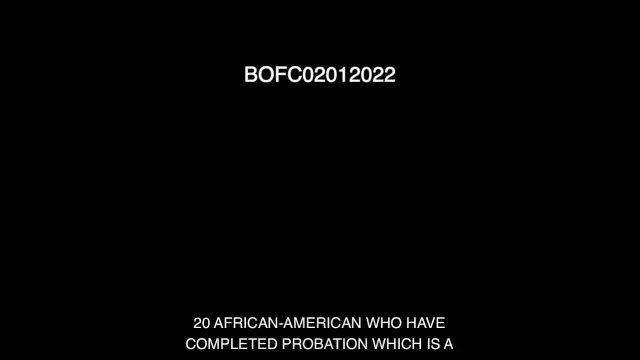 BOFC02012022
20 AFRICAN-AMERICAN WHO HAVE
COMPLETED PROBATION WHICH IS A